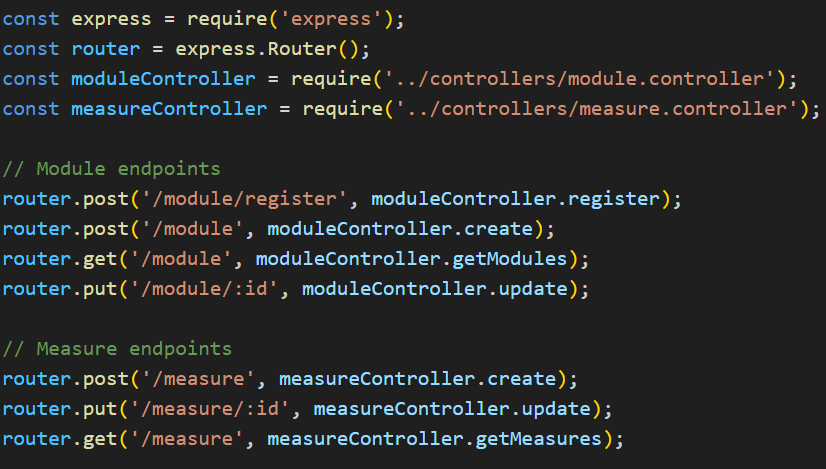 const express = require('express');
const router = express.Router();
const moduleController = require('../controllers/module.controller');
const measureController = require('../controllers/measure.controller');
// Module endpoints
router.post('/module/register', moduleController.register);
router.post('/module', moduleController.create);
router.get('/module', moduleController.getModules);
router.put('/module/:id', moduleController.update);
// Measure endpoints
router.post('/measure', measureController.create);
router.put('/measure/:id', measureController.update);
router.get('/measure', measureController.getMeasures);